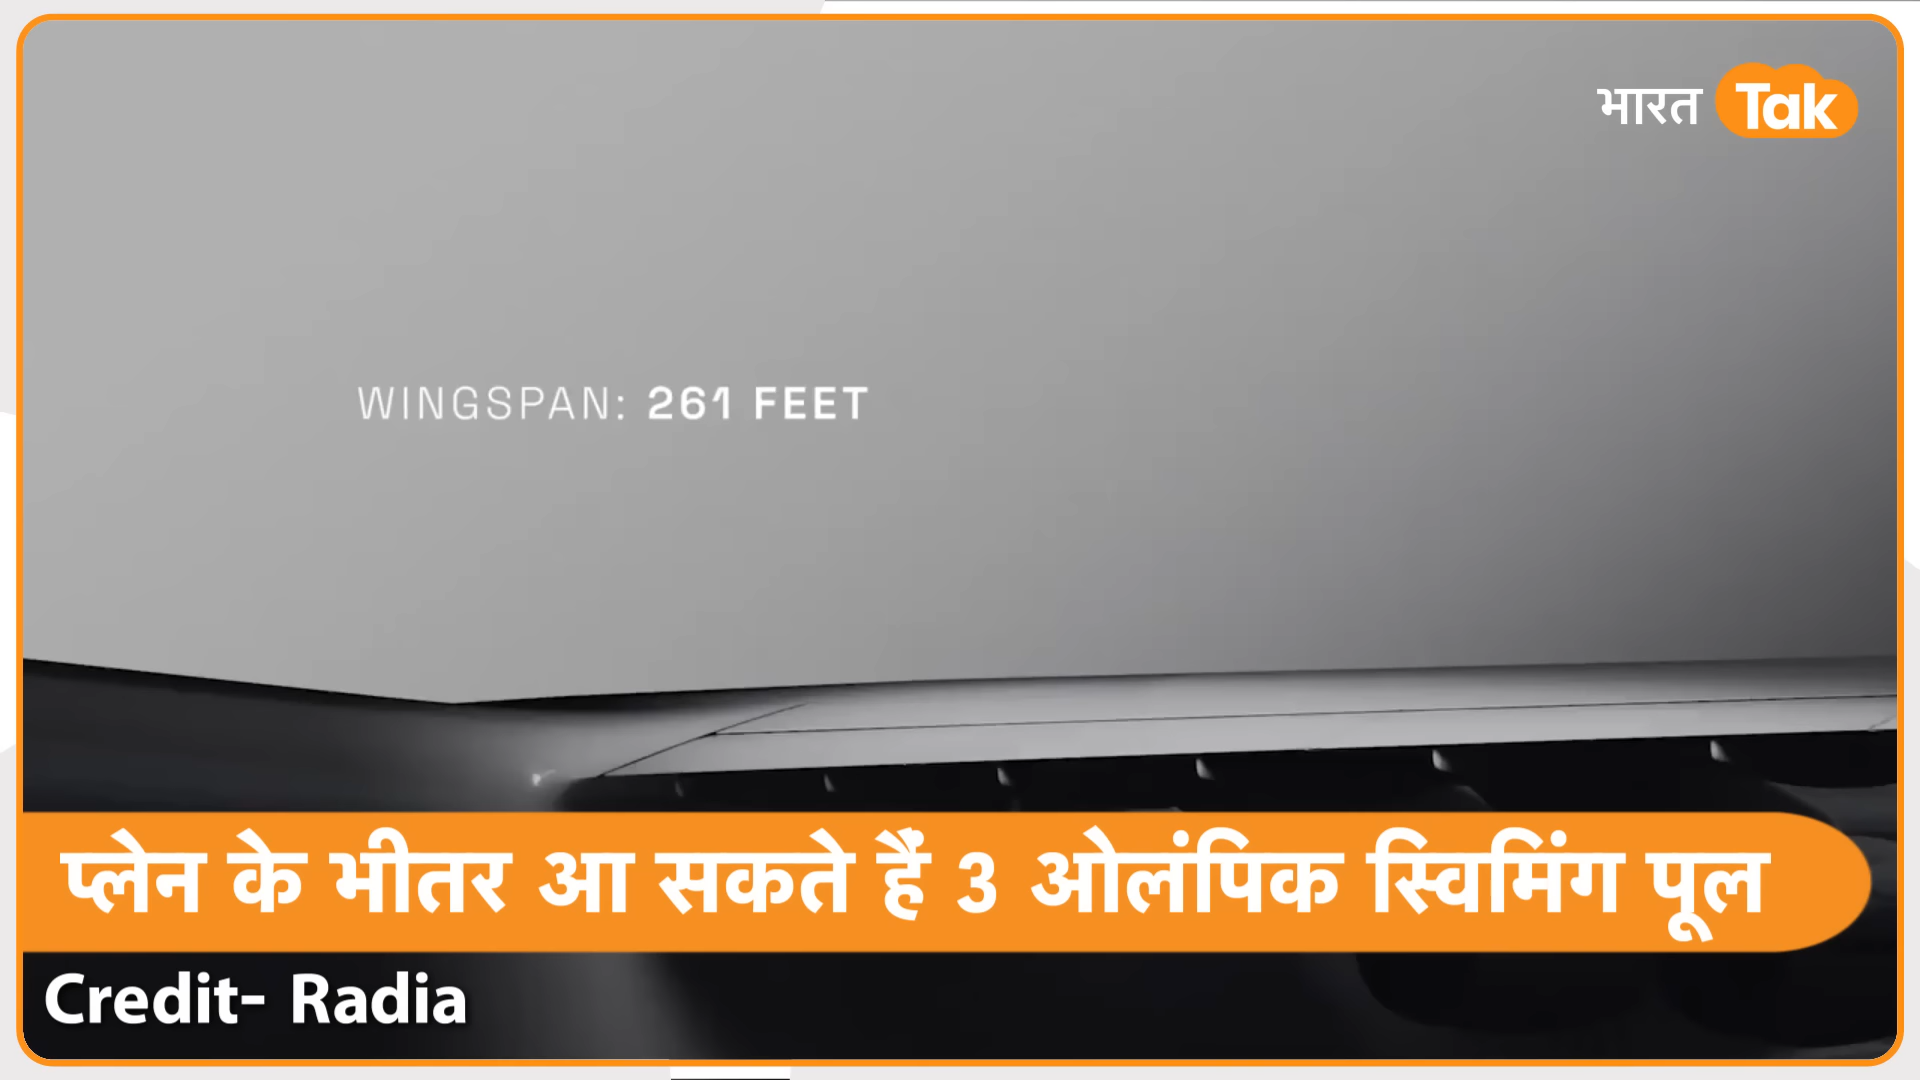 भारत Tak
WINGSPAN: 261 FEET
प्लेन के भीतर आ सकते हैं 3 ओलंपिक स्विमिंग पूल
Credit- Radia